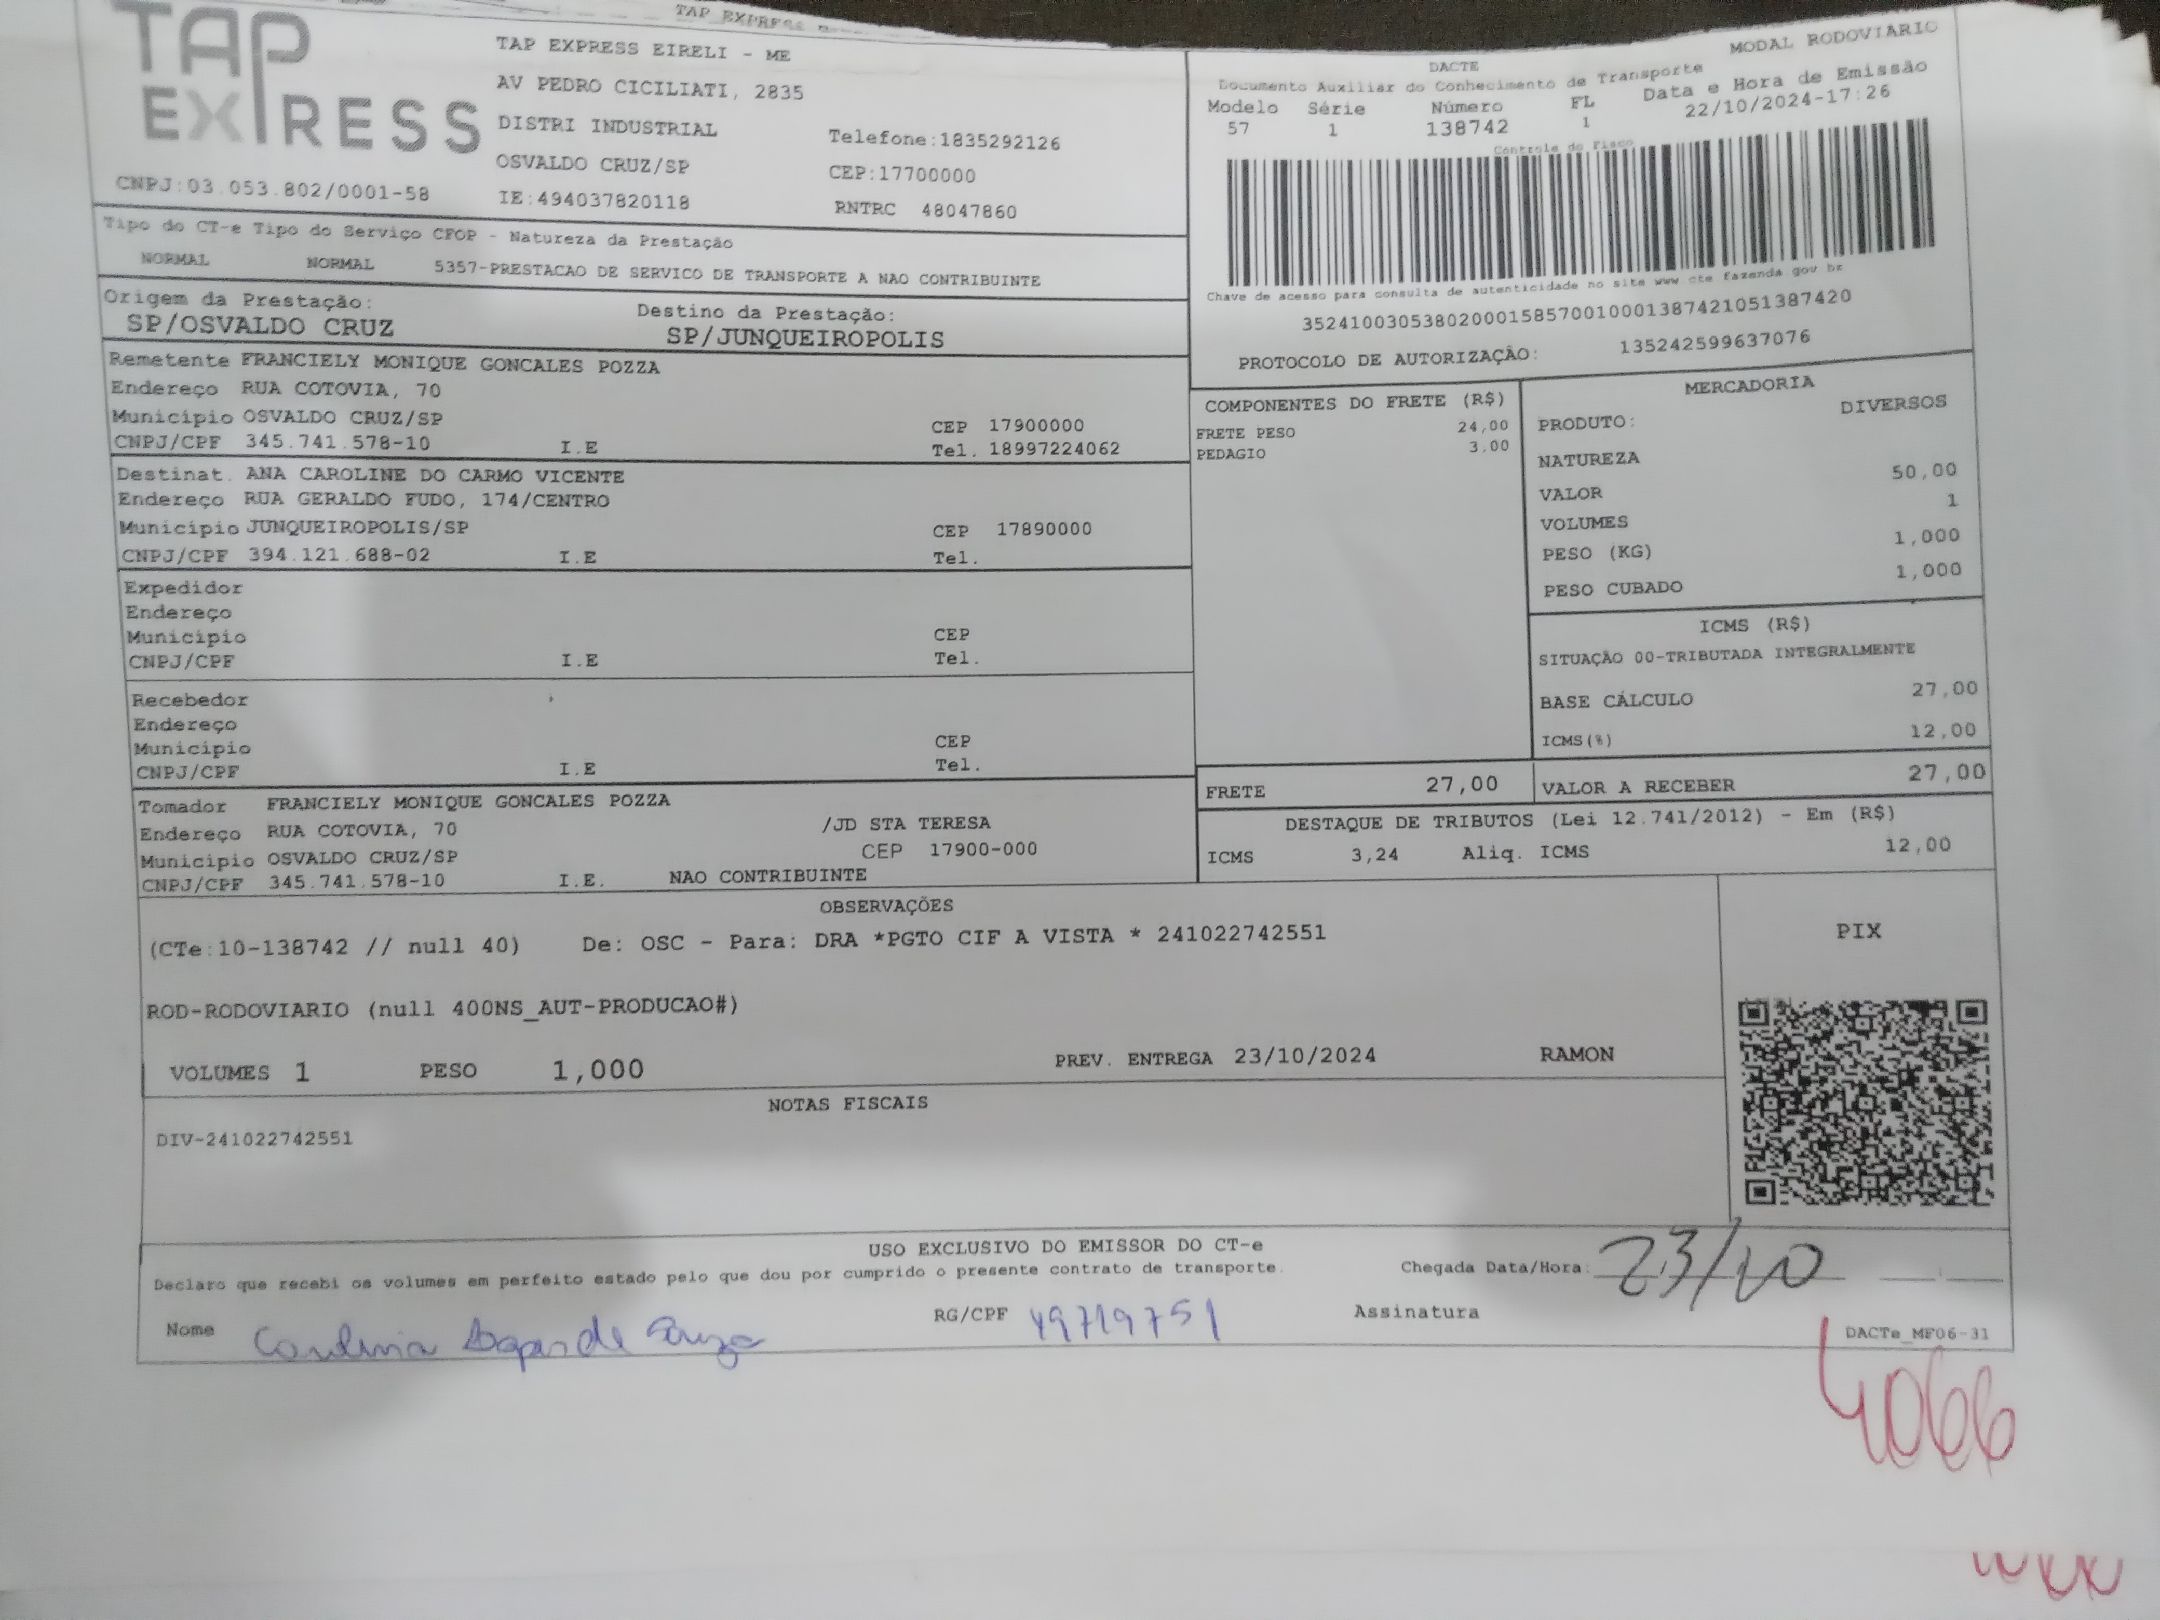 TAP EXPRESS
TAP EXPRESS
TAP EXPRESS EIRELI - ME
AV PEDRO CICILIATI, 2835
DISTRI INDUSTRIAL
Telefone:1835292126
OSVALDO CRUZ/SP
CEP:17700000
CNPJ:03.053.802/0001-58
IE:494037820118
RNTRC 48047860
MODAL RODOVIARIO
DACTE
Documento Auxiliar do Conhecimento de Transporte
Data e Hora de Emissão
Modelo Série Número FL
22/10/2024-17:26
57 1 138742 1
Controle do Fisco
Chave de acesso para consulta de autenticidade no site www cte fazenda gov br
35241003053802000158570010001387421051387420
PROTOCOLO DE AUTORIZAÇÃO: 135242599637076
Tipo do CT-e Tipo do Serviço CFOP - Natureza da Prestação
NORMAL NORMAL 5357-PRESTACAO DE SERVICO DE TRANSPORTE A NAO CONTRIBUINTE
Origem da Prestação: Destino da Prestação:
SP/OSVALDO CRUZ SP/JUNQUEIROPOLIS
Remetente FRANCIELY MONIQUE GONCALES POZZA
Endereço RUA COTOVIA, 70
Município OSVALDO CRUZ/SP CEP 17900000
CNPJ/CPF 345.741.578-10 I.E Tel. 18997224062
Destinat. ANA CAROLINE DO CARMO VICENTE
Endereço RUA GERALDO FUDO, 174/CENTRO
Município JUNQUEIROPOLIS/SP CEP 17890000
CNPJ/CPF 394.121.688-02 I.E Tel.
Expedidor
Endereço
Município CEP
CNPJ/CPF I.E Tel.
Recebedor
Endereço
Município CEP
CNPJ/CPF I.E Tel.
Tomador FRANCIELY MONIQUE GONCALES POZZA
Endereço RUA COTOVIA, 70 /JD STA TERESA
Município OSVALDO CRUZ/SP CEP 17900-000
CNPJ/CPF 345.741.578-10 I.E. NAO CONTRIBUINTE
COMPONENTES DO FRETE (R$)
FRETE PESO 24,00
PEDAGIO 3,00
MERCADORIA
PRODUTO: DIVERSOS
NATUREZA
VALOR 50,00
VOLUMES 1
PESO (KG) 1,000
PESO CUBADO 1,000
ICMS (R$)
SITUAÇÃO 00-TRIBUTADA INTEGRALMENTE
BASE CÁLCULO 27,00
ICMS(%) 12,00
FRETE 27,00 VALOR A RECEBER 27,00
DESTAQUE DE TRIBUTOS (Lei 12.741/2012) - Em (R$)
ICMS 3,24 Aliq. ICMS 12,00
OBSERVAÇÕES
(CTe:10-138742 // null 40) De: OSC - Para: DRA *PGTO CIF A VISTA * 241022742551
ROD-RODOVIARIO (null 400NS_AUT-PRODUCAO#)
VOLUMES 1 PESO 1,000 PREV. ENTREGA 23/10/2024 RAMON
PIX
NOTAS FISCAIS
DIV-241022742551
USO EXCLUSIVO DO EMISSOR DO CT-e
Declaro que recebi os volumes em perfeito estado pelo que dou por cumprido o presente contrato de transporte.
Chegada Data/Hora: 23/10
Nome de Souza RG/CPF 49719751 Assinatura
DACTe_MF06-31
4066